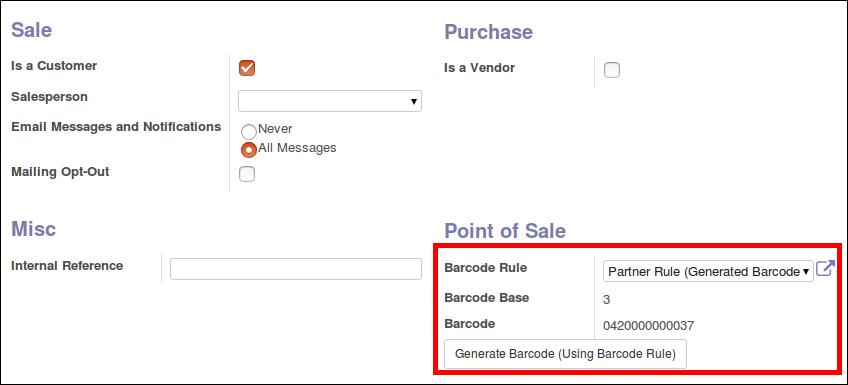 Sale
Is a Customer
Salesperson
Email Messages and Notifications
Never
All Messages
Mailing Opt-Out
Purchase
Is a Vendor
Misc
Internal Reference
Point of Sale
Barcode Rule
Partner Rule (Generated Barcode
Barcode Base
3
Barcode
0420000000037
Generate Barcode (Using Barcode Rule)